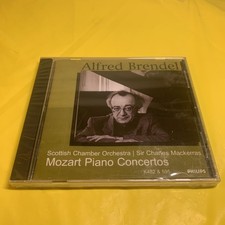 Alfred Brendel
Scottish Chamber Orchestra | Sir Charles Mackerras
Mozart Piano Concertos
PHILIPS